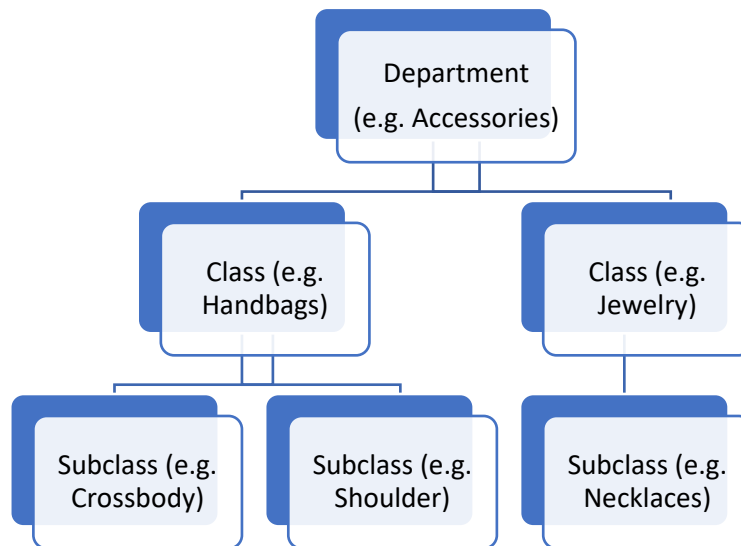 Department
(e.g. Accessories)
Class (e.g.
Handbags)
Class (e.g.
Jewelry)
Subclass (e.g.
Crossbody)
Subclass (e.g.
Shoulder)
Subclass (e.g.
Necklaces)